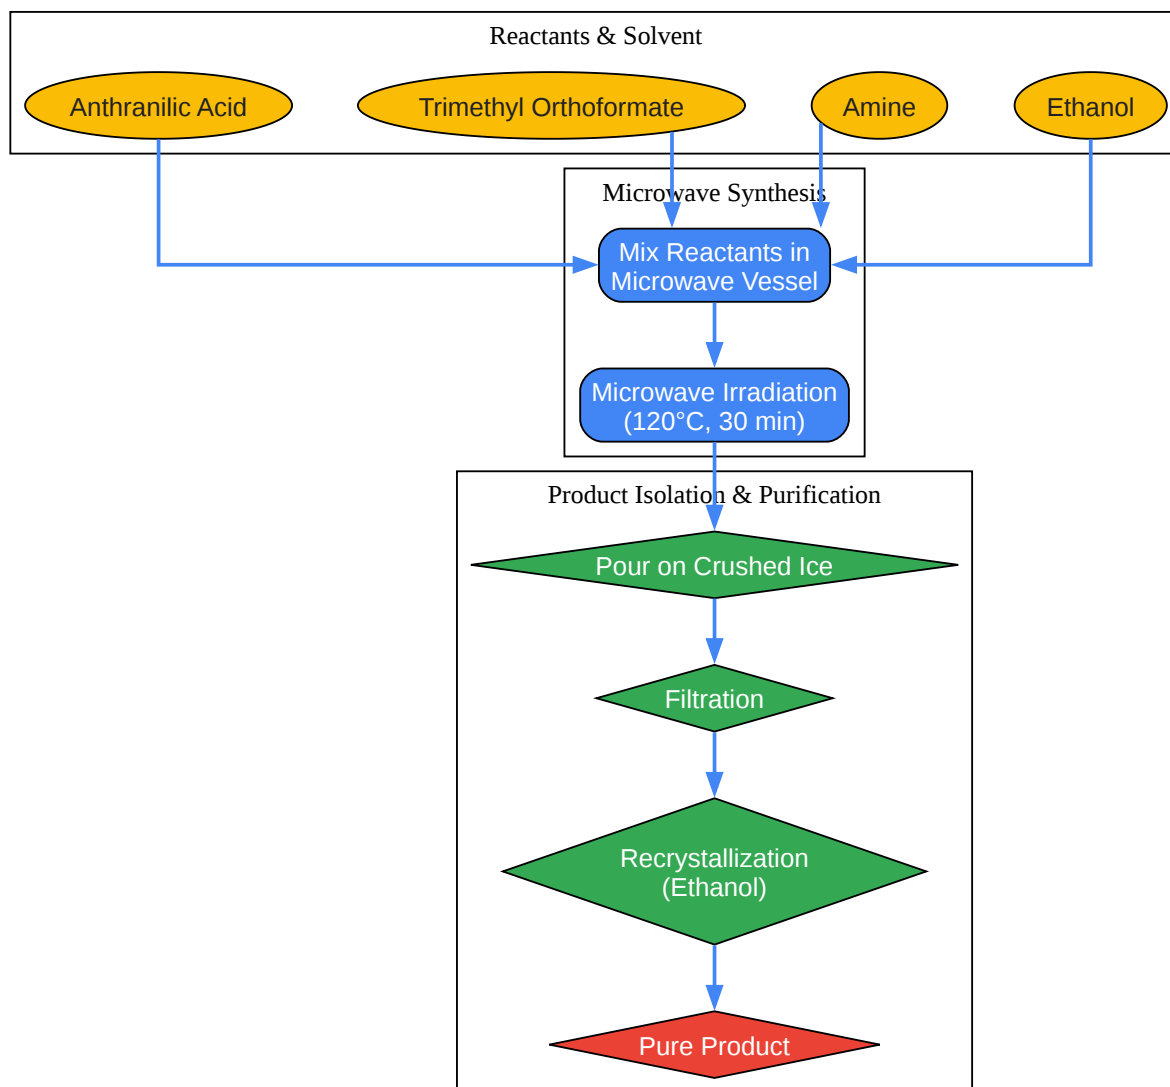 Reactants & Solvent
Anthranilic Acid
Trimethyl Orthoformate
Amine
Ethanol
Microwave Synthesis
Mix Reactants in
Microwave Vessel
Microwave Irradiation
(120°C, 30 min)
Product Isolation & Purification
Pour on Crushed Ice
Filtration
Recrystallization
(Ethanol)
Pure Product